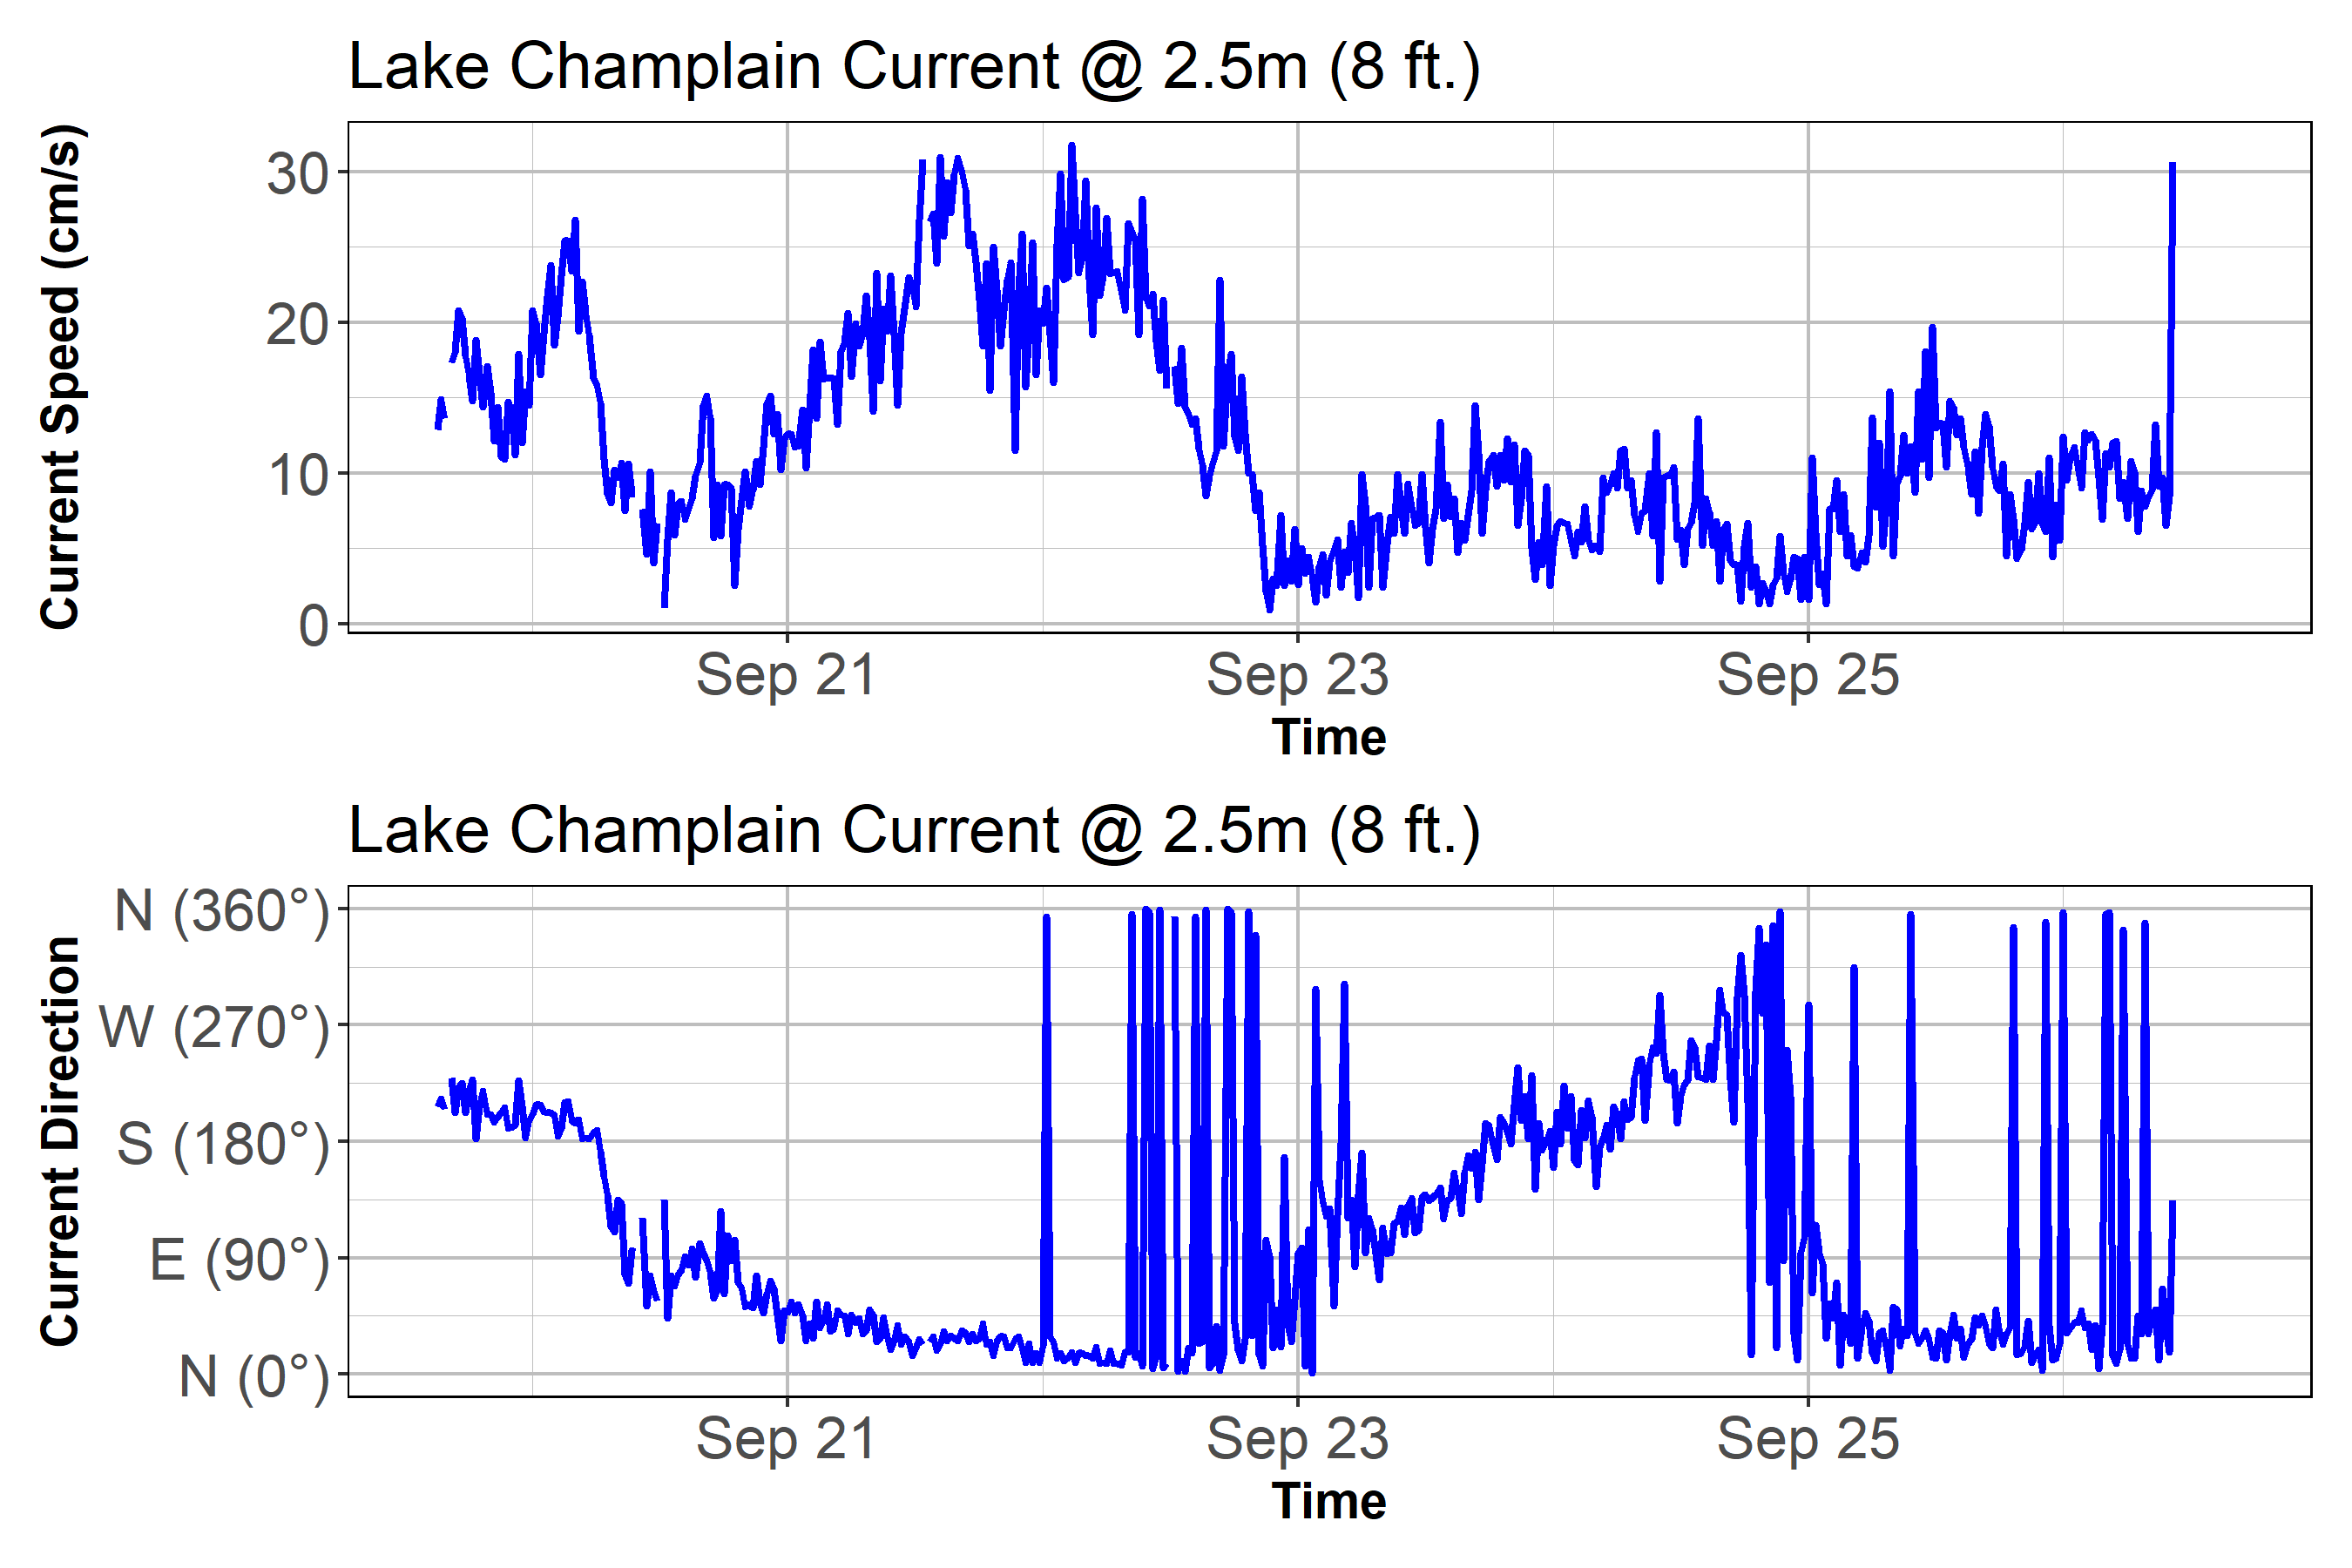 Lake Champlain Current @ 2.5m (8 ft.)
Current Speed (cm/s)
30
20
10
0
Sep 21 Sep 23 Sep 25
Time
Lake Champlain Current @ 2.5m (8 ft.)
Current Direction
N (360°)
W (270°)
S (180°)
E (90°)
N (0°)
Sep 21 Sep 23 Sep 25
Time